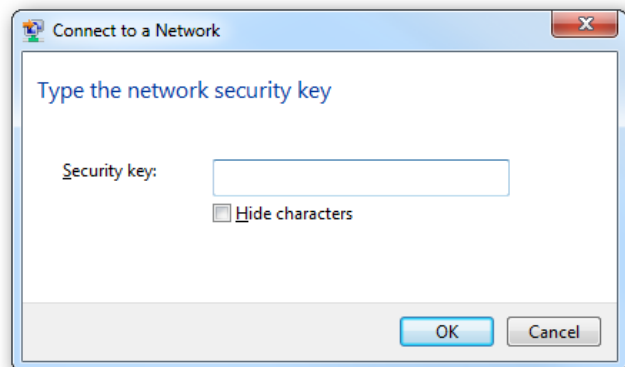 Connect to a Network
Type the network security key
Security key:
Hide characters
OK Cancel